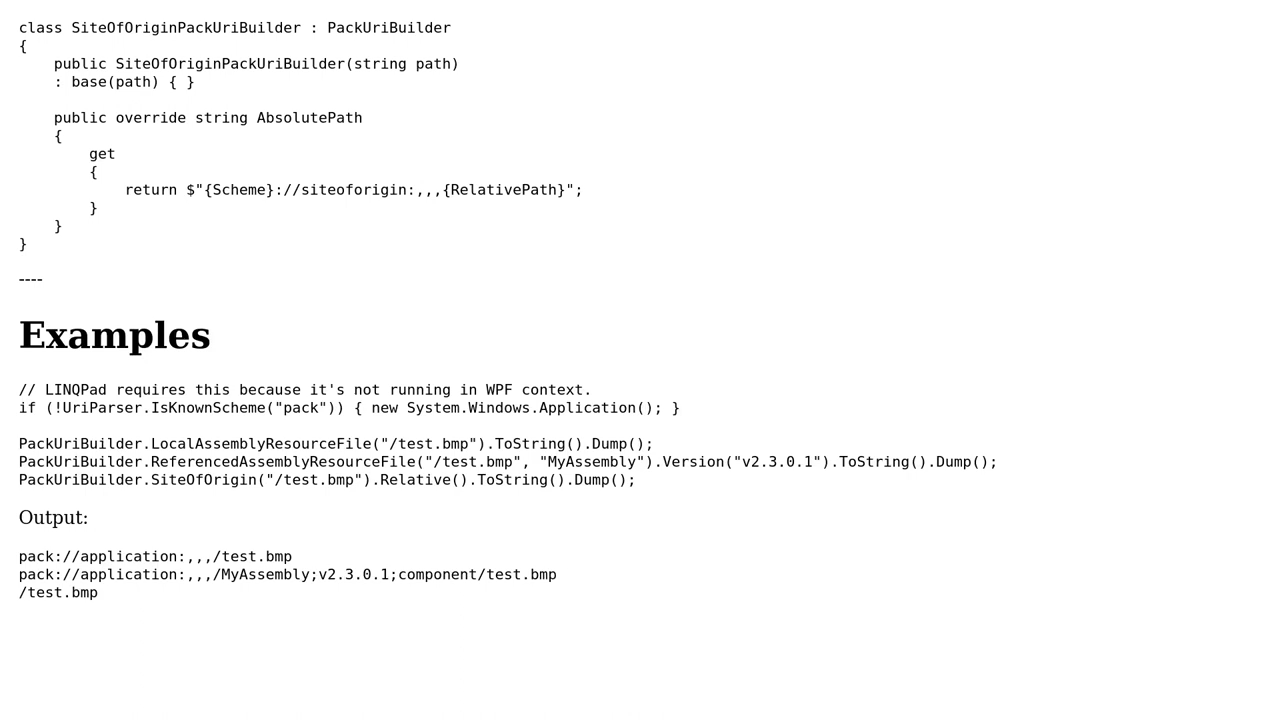 class SiteOfOriginPackUriBuilder : PackUriBuilder
{
    public SiteOfOriginPackUriBuilder(string path)
    : base(path) { }

    public override string AbsolutePath
    {
        get
        {
            return $"{Scheme}://siteoforigin:,,,{RelativePath}";
        }
    }
}
----
Examples
// LINQPad requires this because it's not running in WPF context.
if (!UriParser.IsKnownScheme("pack")) { new System.Windows.Application(); }

PackUriBuilder.LocalAssemblyResourceFile("/test.bmp").ToString().Dump();
PackUriBuilder.ReferencedAssemblyResourceFile("/test.bmp", "MyAssembly").Version("v2.3.0.1").ToString().Dump();
PackUriBuilder.SiteOfOrigin("/test.bmp").Relative().ToString().Dump();
Output:
pack://application:,,,/test.bmp
pack://application:,,,/MyAssembly;v2.3.0.1;component/test.bmp
/test.bmp